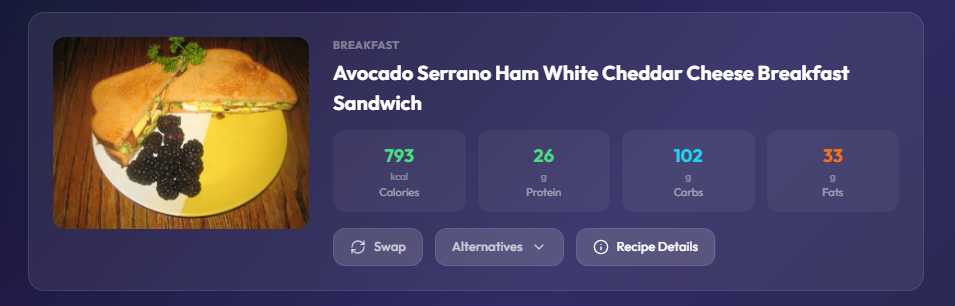 BREAKFAST
Avocado Serrano Ham White Cheddar Cheese Breakfast
Sandwich
793 26 102 33
kcal g g g
Calories Protein Carbs Fats
Swap Alternatives Recipe Details